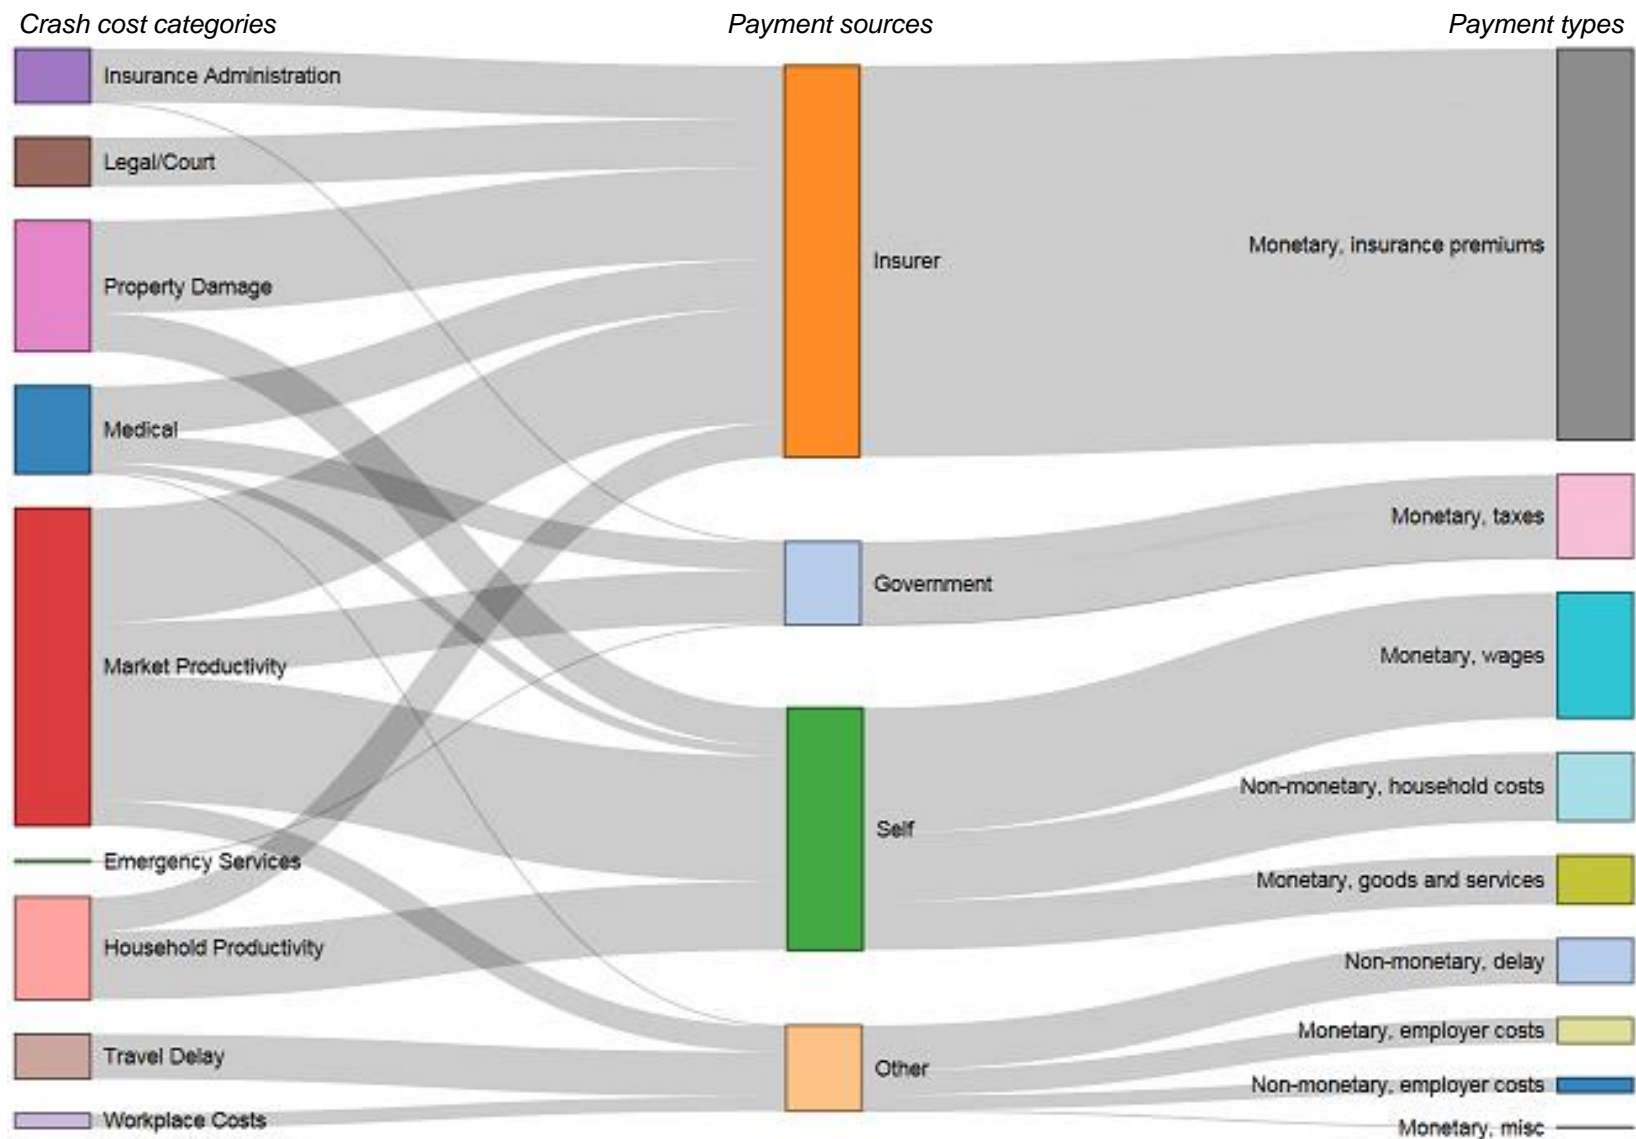 Crash cost categories
Payment sources
Payment types
Insurance Administration
Legal/Court
Property Damage
Medical
Market Productivity
Emergency Services
Household Productivity
Travel Delay
Workplace Costs
Insurer
Government
Self
Other
Monetary, insurance premiums
Monetary, taxes
Monetary, wages
Non-monetary, household costs
Monetary, goods and services
Non-monetary, delay
Monetary, employer costs
Non-monetary, employer costs
Monetary, misc